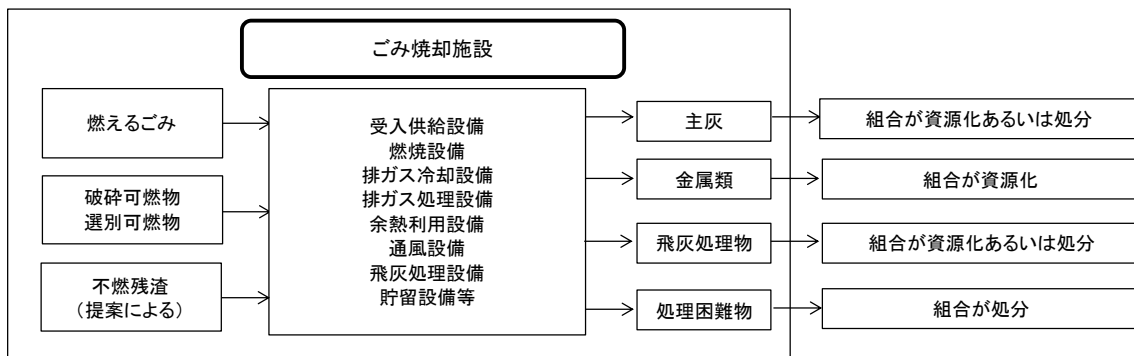 ごみ焼却施設
燃えるごみ
破砕可燃物
選別可燃物
不燃残渣
（提案による）
受入供給設備
燃焼設備
排ガス冷却設備
排ガス処理設備
余熱利用設備
通風設備
飛灰処理設備
貯留設備等
主灰
組合が資源化あるいは処分
金属類
組合が資源化
飛灰処理物
組合が資源化あるいは処分
処理困難物
組合が処分